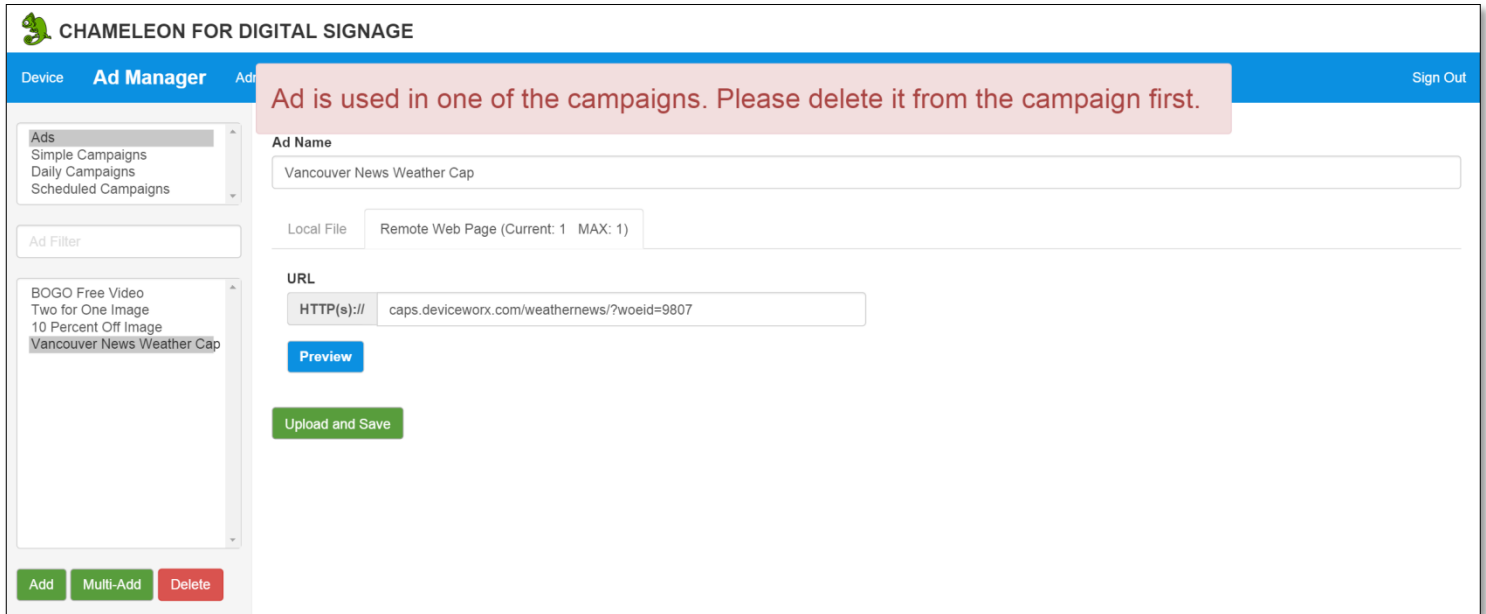 CHAMELEON FOR DIGITAL SIGNAGE
Device Ad Manager Sign Out
Ad is used in one of the campaigns. Please delete it from the campaign first.
Ads
Simple Campaigns
Daily Campaigns
Scheduled Campaigns
Ad Filter
BOGO Free Video
Two for One Image
10 Percent Off Image
Vancouver News Weather Cap
Add Multi-Add Delete
Ad Name
Vancouver News Weather Cap
Local File Remote Web Page (Current: 1 MAX: 1)
URL
HTTP(s):// caps.deviceworx.com/weathernews/?woeid=9807
Preview
Upload and Save